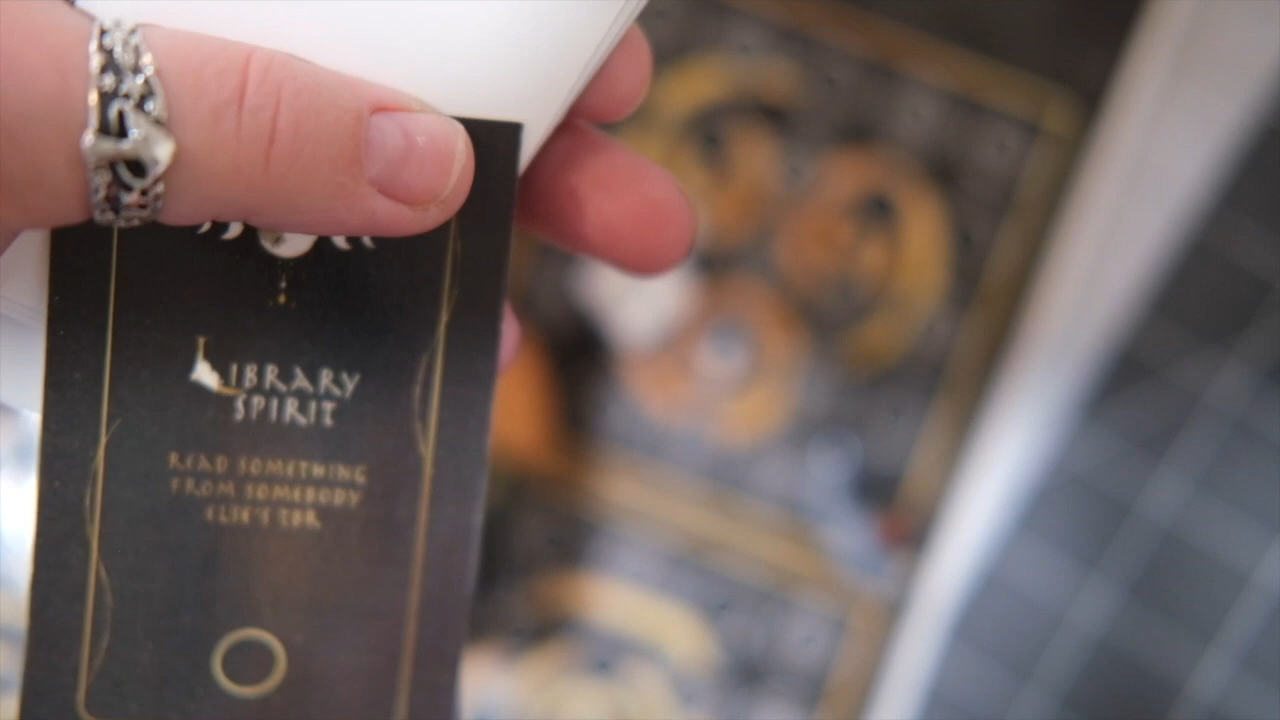 LIBRARY
SPIRIT
READ SOMETHING
FROM SOMEBODY
ELSE'S TBR